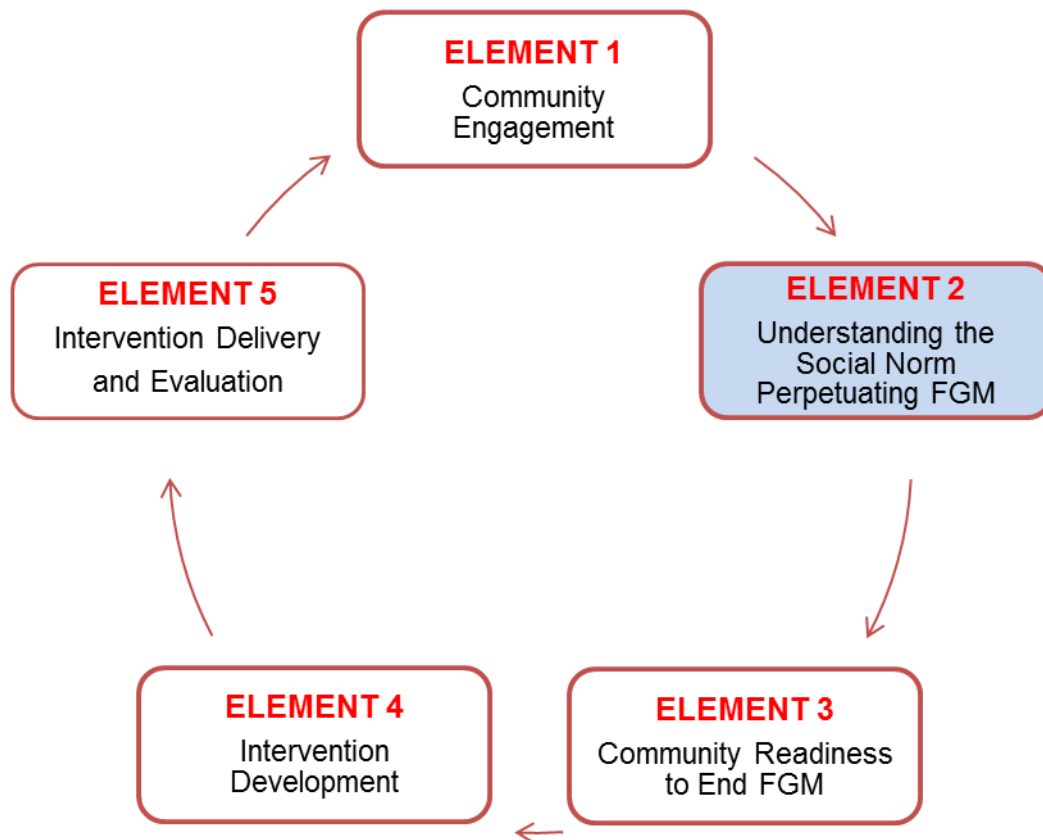 ELEMENT 1
Community
Engagement
ELEMENT 2
Understanding the
Social Norm
Perpetuating FGM
ELEMENT 3
Community Readiness
to End FGM
ELEMENT 4
Intervention
Development
ELEMENT 5
Intervention Delivery
and Evaluation